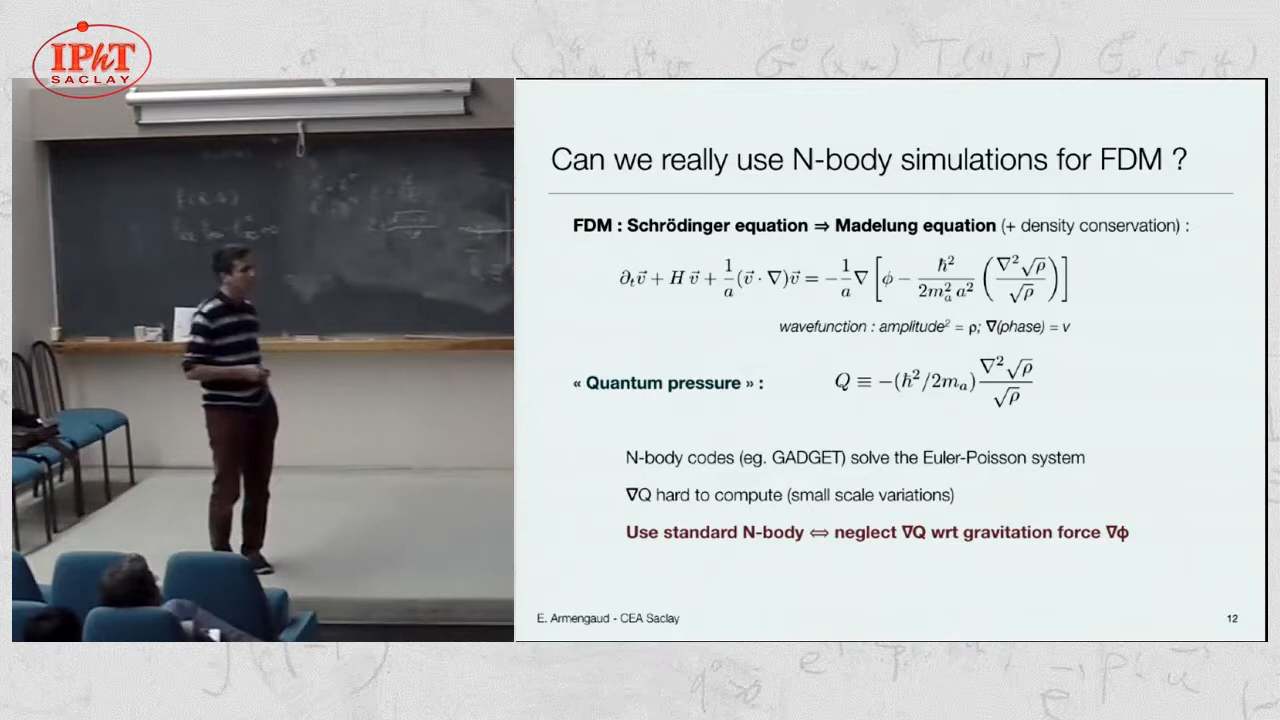 IPhT
SACLAY
Can we really use N-body simulations for FDM ?
FDM : Schrödinger equation ⇒ Madelung equation (+ density conservation) :
∂ₜv⃗ + H v⃗ + 1/a (v⃗ · ∇)v⃗ = −1/a ∇ [ϕ − ℏ²/2mₐ² a² (∇²√ρ/√ρ)]
wavefunction : amplitude² = ρ; ∇(phase) = v
« Quantum pressure » : Q ≡ −(ℏ²/2mₐ) ∇²√ρ/√ρ
N-body codes (eg. GADGET) solve the Euler-Poisson system
∇Q hard to compute (small scale variations)
Use standard N-body ⇔ neglect ∇Q wrt gravitation force ∇ϕ
E. Armengaud - CEA Saclay 12